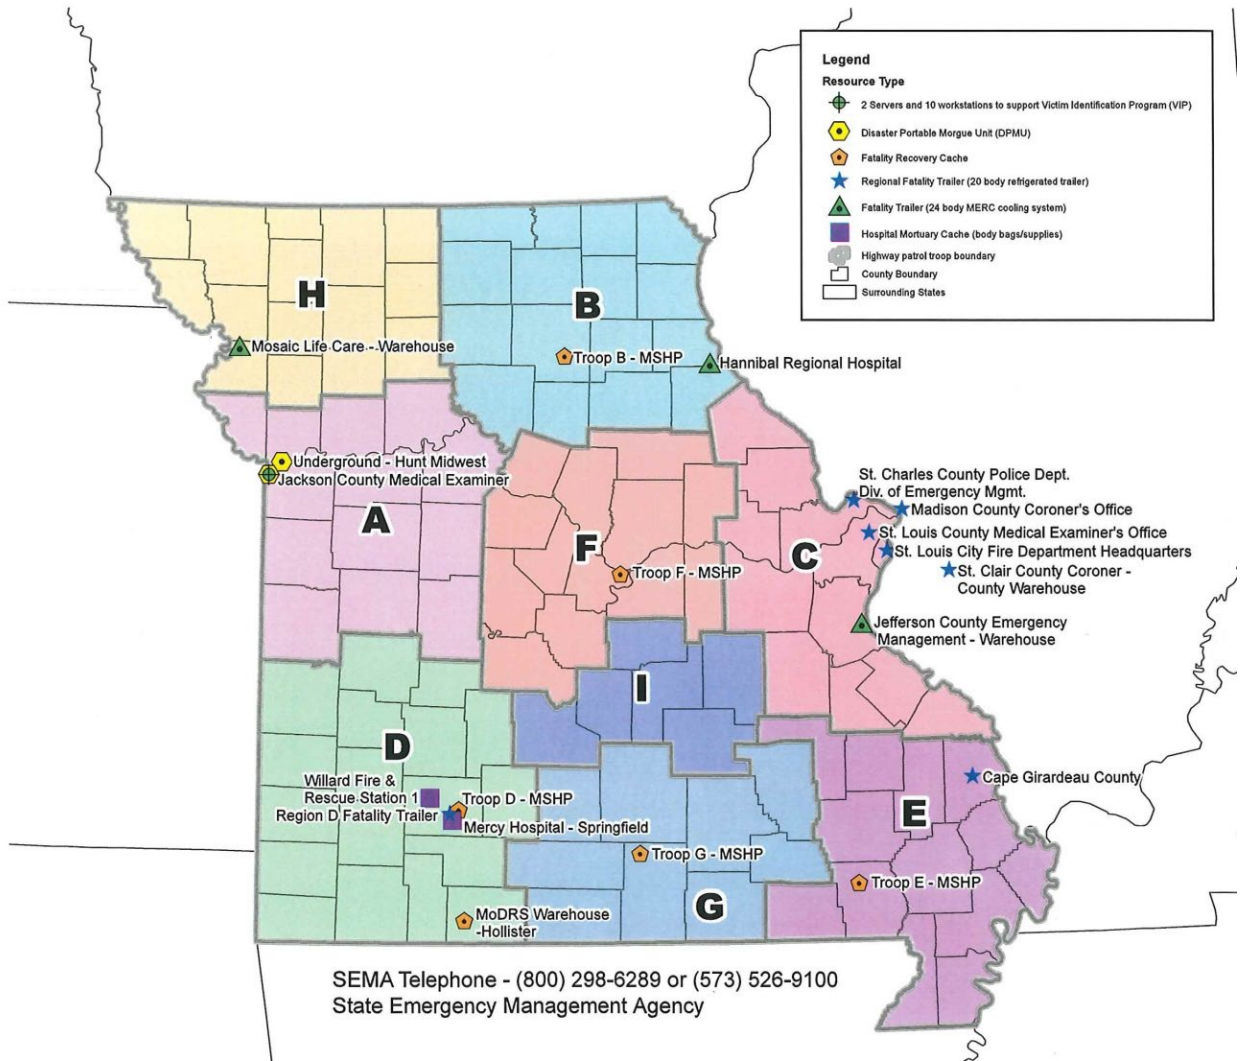 Legend
Resource Type
2 Servers and 10 workstations to support Victim Identification Program (VIP)
Disaster Portable Morgue Unit (DPMU)
Fatality Recovery Cache
Regional Fatality Trailer (20 body refrigerated trailer)
Fatality Trailer (24 body MERC cooling system)
Hospital Mortuary Cache (body bags/supplies)
Highway patrol troop boundary
County Boundary
Surrounding States
H
B
Mosaic Life Care - Warehouse
Troop B - MSHP
Hannibal Regional Hospital
Underground - Hunt Midwest
Jackson County Medical Examiner
A
F
C
St. Charles County Police Dept.
Div. of Emergency Mgmt.
Madison County Coroner's Office
St. Louis County Medical Examiner's Office
St. Louis City Fire Department Headquarters
St. Clair County Coroner -
County Warehouse
Troop F - MSHP
Jefferson County Emergency
Management - Warehouse
I
D
Willard Fire &
Rescue Station 1
Region D Fatality Trailer
Troop D - MSHP
Mercy Hospital - Springfield
Cape Girardeau County
E
Troop G - MSHP
Troop E - MSHP
G
MoDRS Warehouse
-Hollister
SEMA Telephone - (800) 298-6289 or (573) 526-9100
State Emergency Management Agency